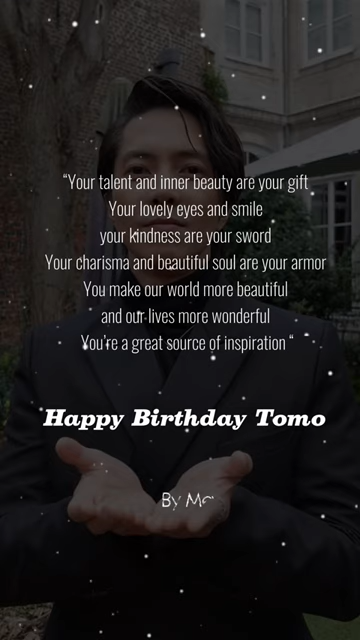 “Your talent and inner beauty are your gift
Your lovely eyes and smile
your kindness are your sword
Your charisma and beautiful soul are your armor
You make our world more beautiful
and our lives more wonderful
You're a great source of inspiration “
Happy Birthday Tomo
By